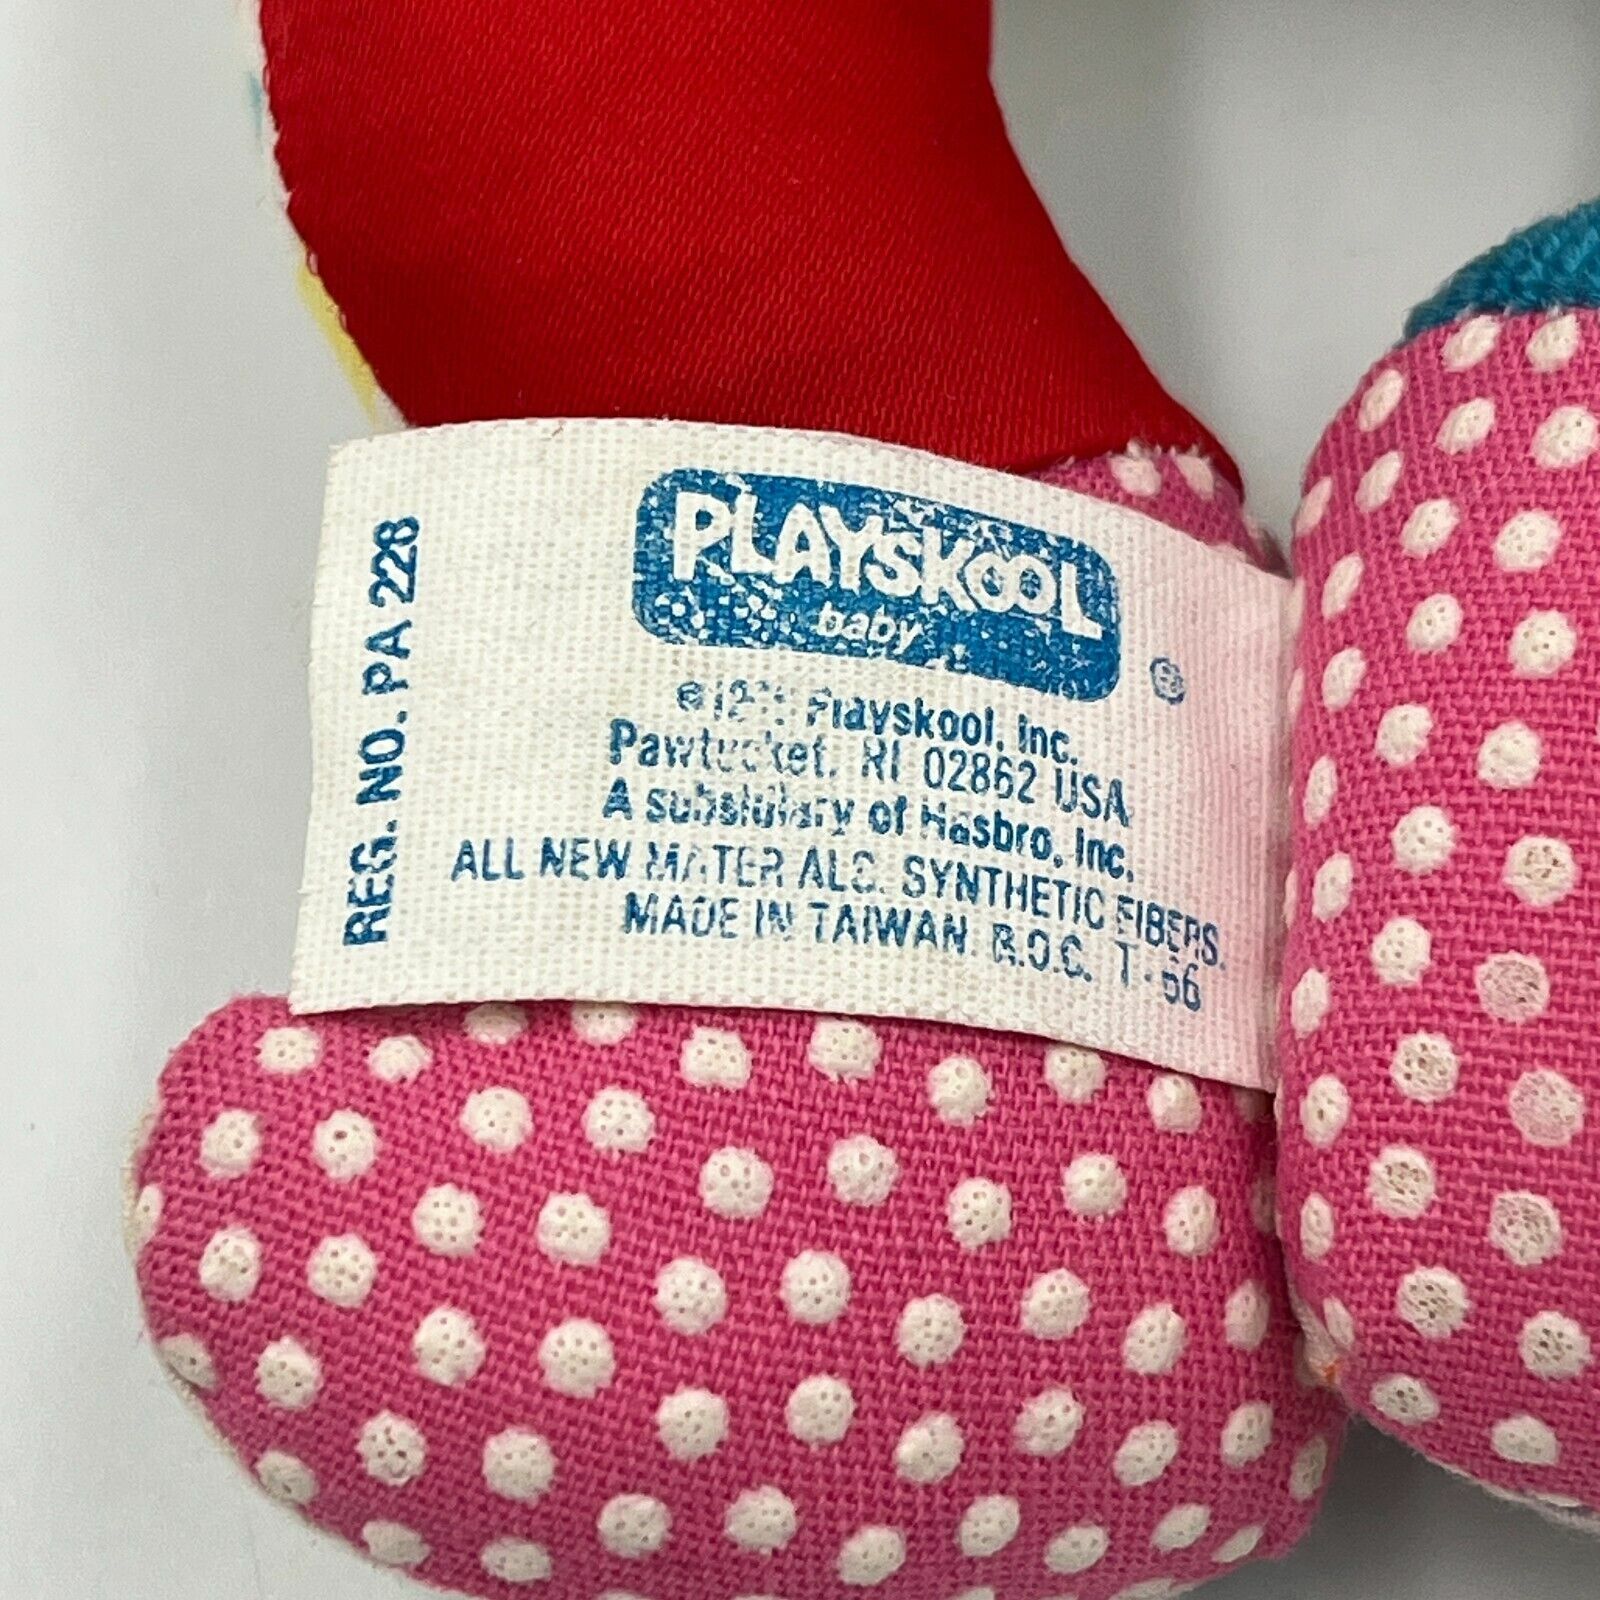 PLAYSKOOL
baby ®
© Playskool, Inc.
Pawtucket, RI 02862 USA
A subsidiary of Hasbro, Inc.
ALL NEW MATERIALS. SYNTHETIC FIBERS.
MADE IN TAIWAN. R.O.C. T-56
REG. NO. PA 228